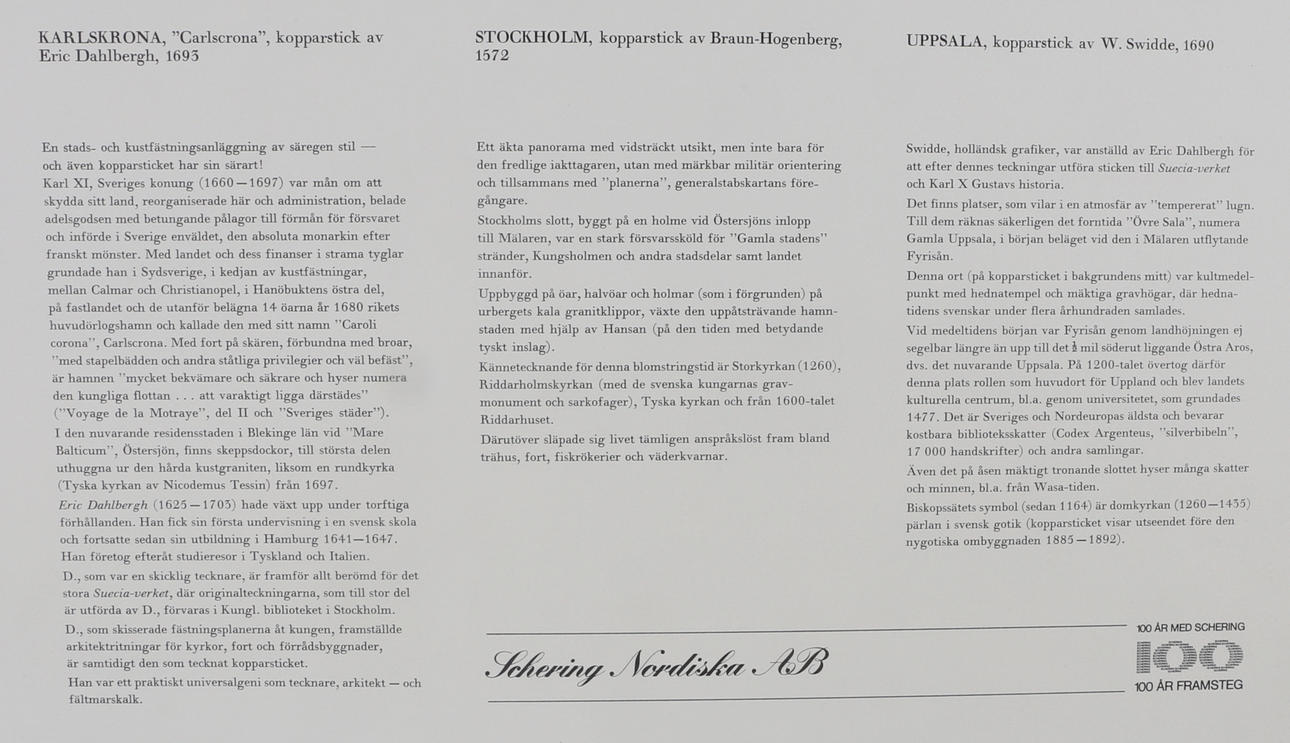 KARLSKRONA, ”Carlscrona”, kopparstick av
Eric Dahlbergh, 1693
En stads- och kustfästningsanläggning av säregen stil —
och även kopparsticket har sin särart!
Karl XI, Sveriges konung (1660—1697) var mån om att
skydda sitt land, reorganiserade här och administration, belade
adelsgodsen med betungande pålagor till förmån för försvaret
och införde i Sverige enväldet, den absoluta monarkin efter
franskt mönster. Med landet och dess finanser i strama tyglar
grundade han i Sydsverige, i kedjan av kustfästningar,
mellan Calmar och Christianopel, i Hanöbuktens östra del,
på fastlandet och de utanför belägna 14 öarna år 1680 rikets
huvudörlogshamn och kallade den med sitt namn ”Caroli
corona”, Carlscrona. Med fort på skären, förbundna med broar,
”med stapelbädden och andra ståtliga privilegier och väl befäst”,
är hamnen ”mycket bekvämare och säkrare och hyser numera
den kungliga flottan . . . att varaktigt ligga därstädes”
(”Voyage de la Motraye”, del II och ”Sveriges städer”).
I den nuvarande residensstaden i Blekinge län vid ”Mare
Balticum”, Östersjön, finns skeppsdockor, till största delen
uthuggna ur den hårda kustgraniten, liksom en rundkyrka
(Tyska kyrkan av Nicodemus Tessin) från 1697.
Eric Dahlbergh (1625—1703) hade växt upp under torftiga
förhållanden. Han fick sin första undervisning i en svensk skola
och fortsatte sedan sin utbildning i Hamburg 1641—1647.
Han företog efteråt studieresor i Tyskland och Italien.
D., som var en skicklig tecknare, är framför allt berömd för det
stora Suecia-verket, där originalteckningarna, som till stor del
är utförda av D., förvaras i Kungl. biblioteket i Stockholm.
D., som skisserade fästningsplanerna åt kungen, framställde
arkitektritningar för kyrkor, fort och förrådsbyggnader,
är samtidigt den som tecknat kopparsticket.
Han var ett praktiskt universalgeni som tecknare, arkitekt — och
fältmarskalk.
STOCKHOLM, kopparstick av Braun-Hogenberg,
1572
Ett äkta panorama med vidsträckt utsikt, men inte bara för
den fredlige iakttagaren, utan med märkbar militär orientering
och tillsammans med ”planerna”, generalstabskartans före-
gångare.
Stockholms slott, byggt på en holme vid Östersjöns inlopp
till Mälaren, var en stark försvarssköld för ”Gamla stadens”
stränder, Kungsholmen och andra stadsdelar samt landet
innanför.
Uppbyggd på öar, halvöar och holmar (som i förgrunden) på
urbergets kala granitklippor, växte den uppåtsträvande hamn-
staden med hjälp av Hansan (på den tiden med betydande
tyskt inslag).
Kännetecknande för denna blomstringstid är Storkyrkan (1260),
Riddarholmskyrkan (med de svenska kungarnas grav-
monument och sarkofager), Tyska kyrkan och från 1600-talet
Riddarhuset.
Därutöver släpade sig livet tämligen anspråkslöst fram bland
trähus, fort, fiskrökerier och väderkvarnar.
UPPSALA, kopparstick av W. Swidde, 1690
Swidde, holländsk grafiker, var anställd av Eric Dahlbergh för
att efter dennes teckningar utföra sticken till Suecia-verket
och Karl X Gustavs historia.
Det finns platser, som vilar i en atmosfär av ”tempererat” lugn.
Till dem räknas säkerligen det forntida ”Övre Sala”, numera
Gamla Uppsala, i början beläget vid den i Mälaren utflytande
Fyrisån.
Denna ort (på kopparsticket i bakgrundens mitt) var kultmedel-
punkt med hednatempel och mäktiga gravhögar, där hedna-
tidens svenskar under flera århundraden samlades.
Vid medeltidens början var Fyrisån genom landhöjningen ej
segelbar längre än upp till det ½ mil söderut liggande Östra Aros,
dvs. det nuvarande Uppsala. På 1200-talet övertog därför
denna plats rollen som huvudort för Uppland och blev landets
kulturella centrum, bl.a. genom universitetet, som grundades
1477. Det är Sveriges och Nordeuropas äldsta och bevarar
kostbara biblioteksskatter (Codex Argenteus, ”silverbibeln”,
17 000 handskrifter) och andra samlingar.
Även det på åsen mäktigt tronande slottet hyser många skatter
och minnen, bl.a. från Wasa-tiden.
Biskopssätets symbol (sedan 1164) är domkyrkan (1260—1435)
pärlan i svensk gotik (kopparsticket visar utseendet före den
nygotiska ombyggnaden 1885—1892).
Schering Nordiska AB
100 ÅR MED SCHERING
100
100 ÅR FRAMSTEG